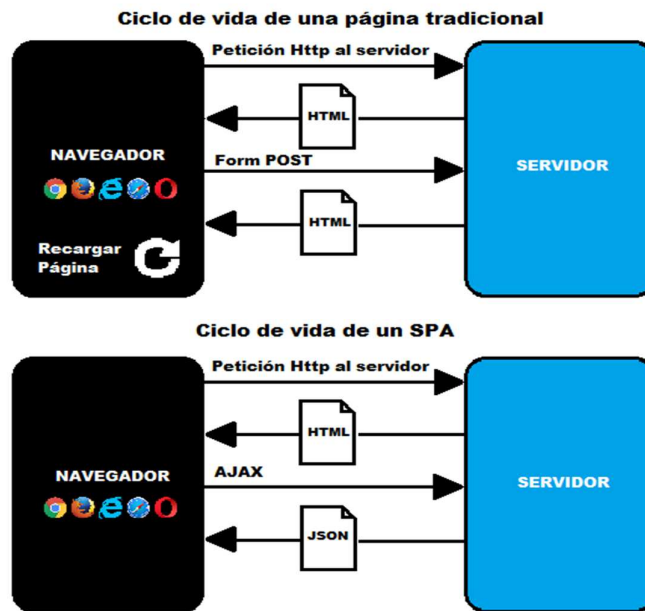 Ciclo de vida de una página tradicional
Petición Http al servidor
HTML
NAVEGADOR
Form POST
SERVIDOR
HTML
Recargar
Página
Ciclo de vida de un SPA
Petición Http al servidor
HTML
NAVEGADOR
AJAX
SERVIDOR
JSON